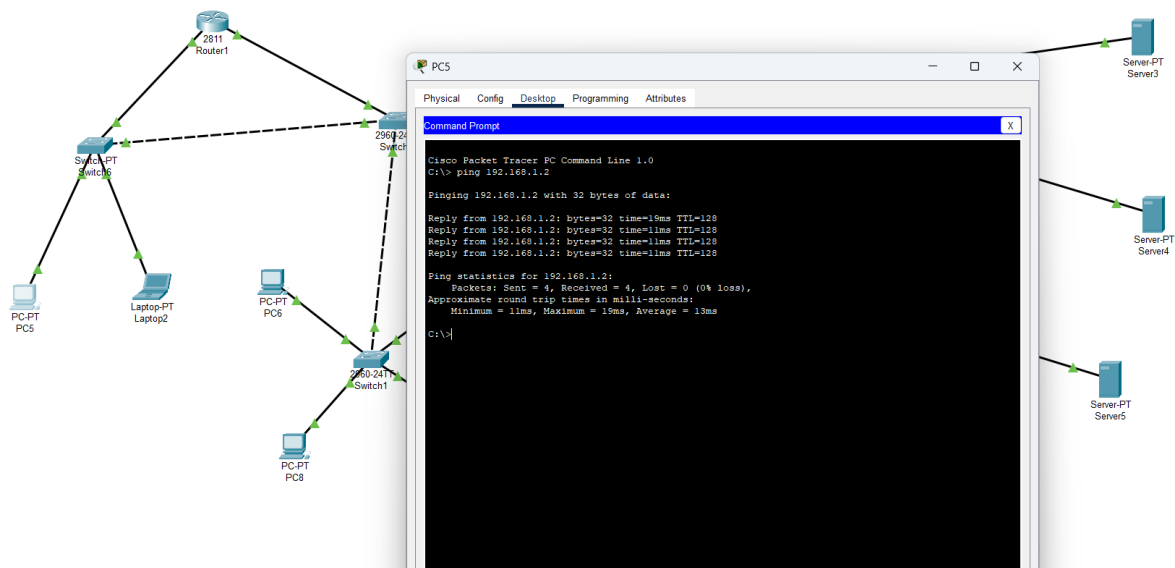 2811
Router1
Switch-PT
Switch6
PC-PT
PC5
Laptop-PT
Laptop2
PC-PT
PC6
2960-24TT
Switch1
PC-PT
PC8
PC5
Physical Config Desktop Programming Attributes
Command Prompt
X
Cisco Packet Tracer PC Command Line 1.0
C:\> ping 192.168.1.2
Pinging 192.168.1.2 with 32 bytes of data:
Reply from 192.168.1.2: bytes=32 time=19ms TTL=128
Reply from 192.168.1.2: bytes=32 time=11ms TTL=128
Reply from 192.168.1.2: bytes=32 time=11ms TTL=128
Reply from 192.168.1.2: bytes=32 time=11ms TTL=128
Ping statistics for 192.168.1.2:
Packets: Sent = 4, Received = 4, Lost = 0 (0% loss),
Approximate round trip times in milli-seconds:
Minimum = 11ms, Maximum = 19ms, Average = 13ms
C:\>
Server-PT
Server3
Server-PT
Server4
Server-PT
Server5